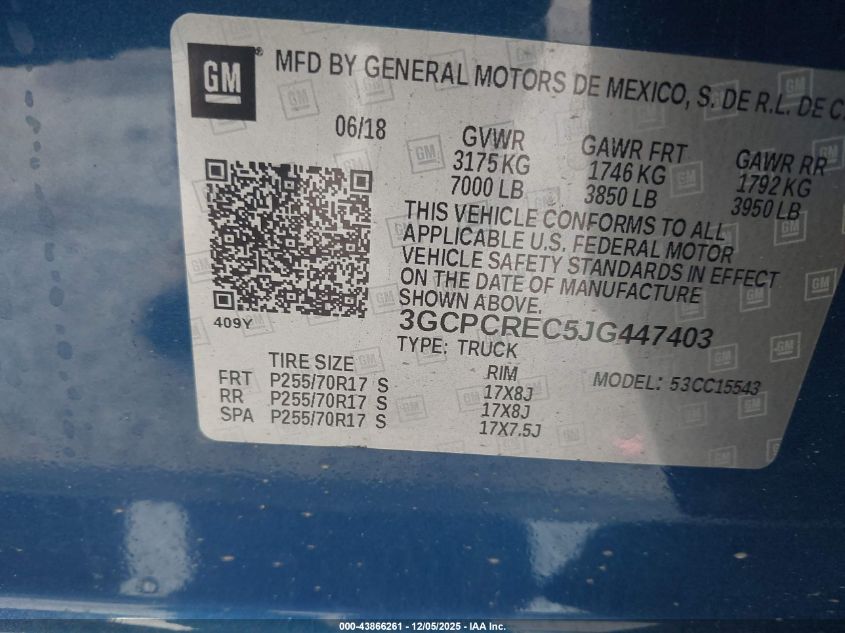 GM ® MFD BY GENERAL MOTORS DE MEXICO, S. DE R.L. DE C.
06/18
GVWR GAWR FRT GAWR RR
3175 KG 1746 KG 1792 KG
7000 LB 3850 LB 3950 LB
THIS VEHICLE CONFORMS TO ALL
APPLICABLE U.S. FEDERAL MOTOR
VEHICLE SAFETY STANDARDS IN EFFECT
ON THE DATE OF MANUFACTURE
SHOWN ABOVE.
409Y
3GCPCREC5JG447403
TYPE: TRUCK
MODEL: 53CC15543
TIRE SIZE RIM
FRT P255/70R17 S 17X8J
RR P255/70R17 S 17X8J
SPA P255/70R17 S 17X7.5J
000-43866261 - 12/05/2025 - IAA Inc.